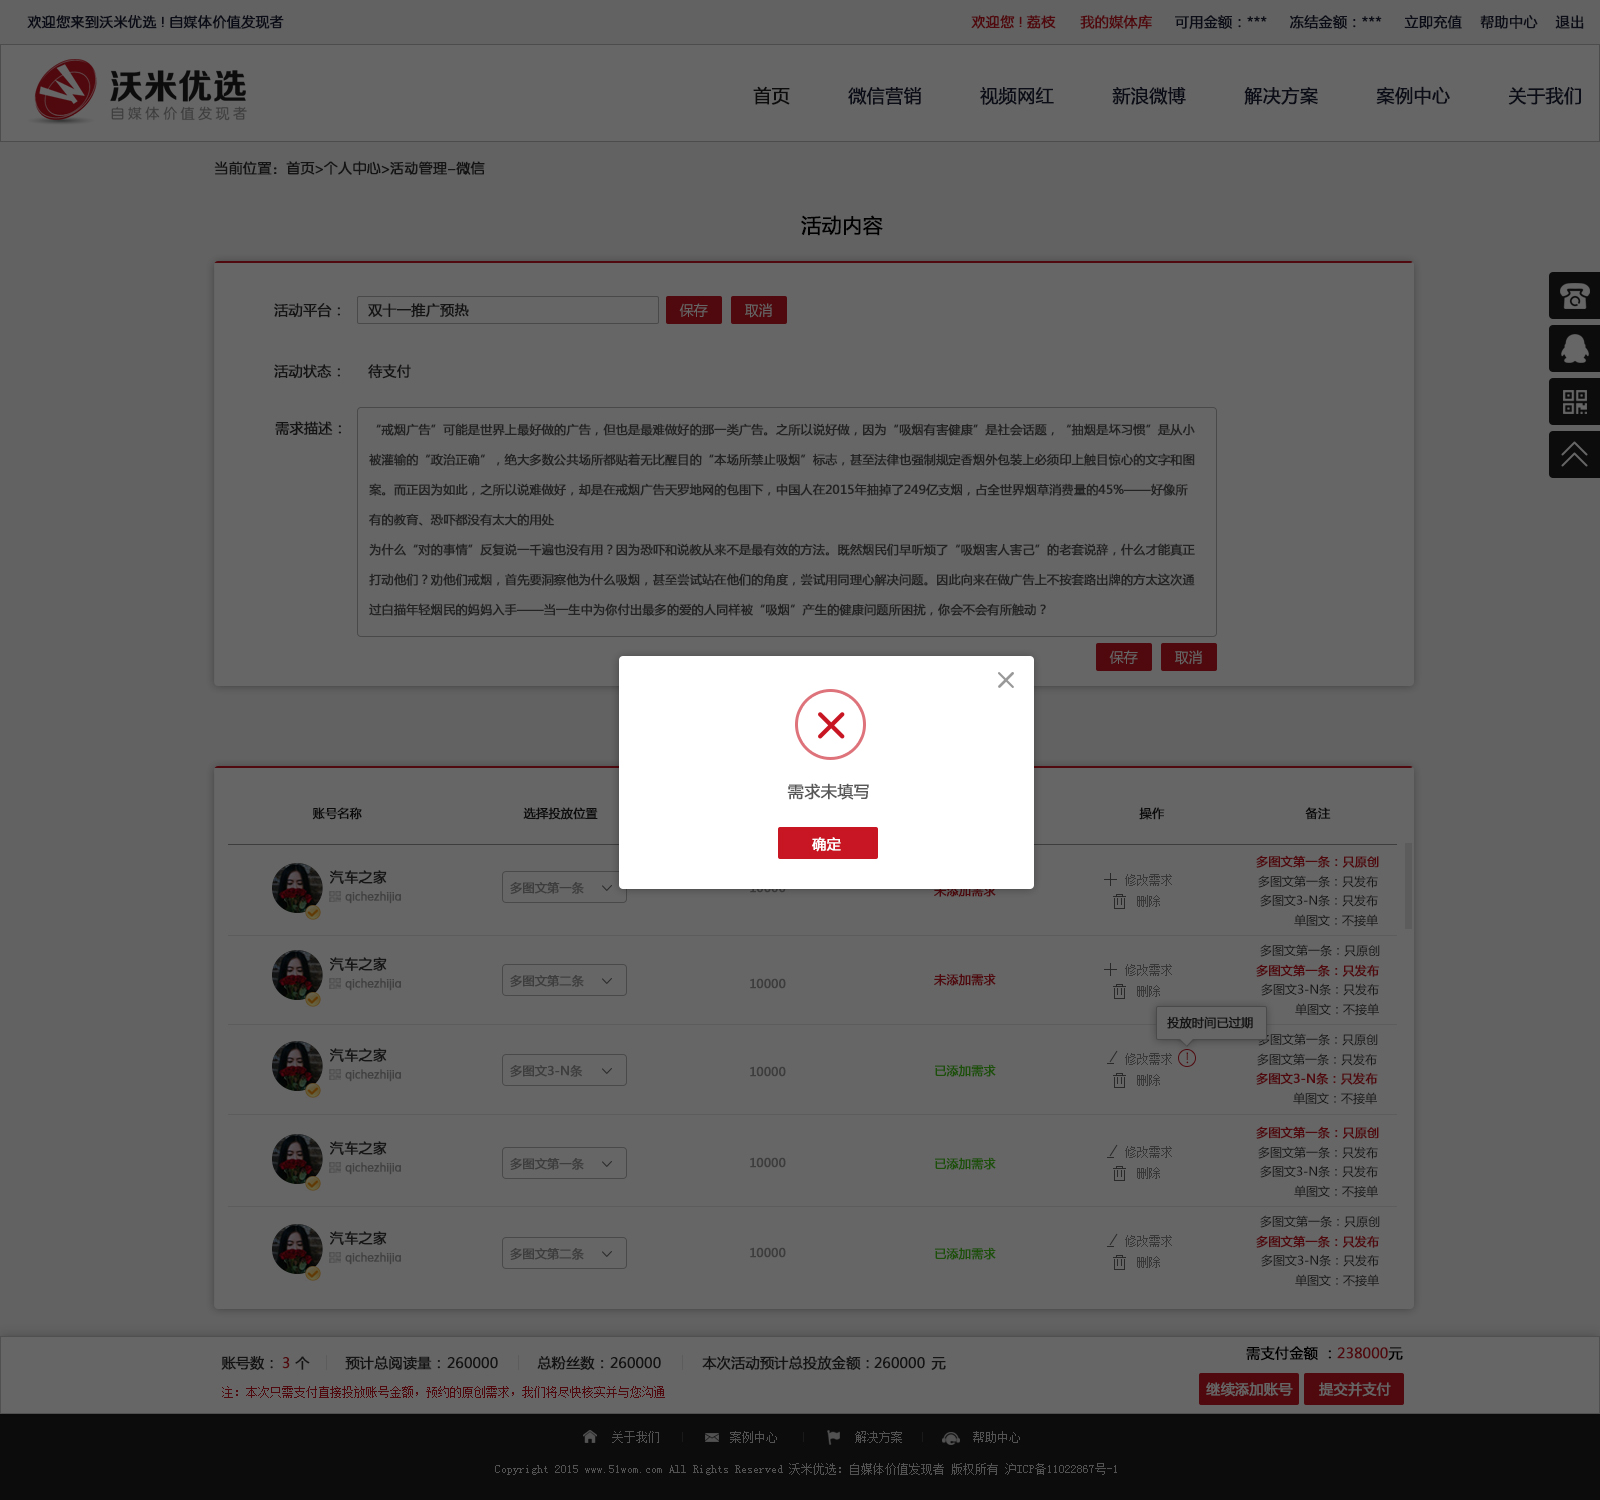 欢迎您来到沃米优选！自媒体价值发现者
欢迎您！荔枝 我的媒体库 可用金额：*** 冻结金额：*** 立即充值 帮助中心 退出
沃米优选
自媒体价值发现者
首页 微信营销 视频网红 新浪微博 解决方案 案例中心 关于我们
当前位置：首页>个人中心>活动管理-微信
活动内容
活动平台： 双十一推广预热 保存 取消
活动状态： 待支付
需求描述：
“戒烟广告”可能是世界上最好做的广告，但也是最难做好的那一类广告。之所以说好做，因为“吸烟有害健康”是社会话题，“抽烟是坏习惯”是从小
被灌输的“政治正确”，绝大多数公共场所都贴着无比醒目的“本场所禁止吸烟”标志，甚至法律也强制规定香烟外包装上必须印上触目惊心的文字和图
案。而正因为如此，之所以说难做好，却是在戒烟广告天罗地网的包围下，中国人在2015年抽掉了249亿支烟，占全世界烟草消费量的45%——好像所
有的教育、恐吓都没有太大的用处
为什么“对的事情”反复说一千遍也没有用？因为恐吓和说教从来不是最有效的方法。既然烟民们早听烦了“吸烟害人害己”的老套说辞，什么才能真正
打动他们？劝他们戒烟，首先要洞察他为什么吸烟，甚至尝试站在他们的角度，尝试用同理心解决问题。因此向来在做广告上不按套路出牌的方太这次通
过白描年轻烟民的妈妈入手——当一生中为你付出最多的爱的人同样被“吸烟”产生的健康问题所困扰，你会不会有所触动？
保存 取消
需求未填写
确定
账号名称 选择投放位置 操作 备注
汽车之家
qichezhijia
多图文第一条
10000
未添加需求
修改需求
删除
多图文第一条：只原创
多图文第一条：只发布
多图文3-N条：只发布
单图文：不接单
汽车之家
qichezhijia
多图文第二条
10000
未添加需求
修改需求
删除
多图文第一条：只原创
多图文第一条：只发布
多图文3-N条：只发布
单图文：不接单
投放时间已过期
汽车之家
qichezhijia
多图文3-N条
10000
已添加需求
修改需求
删除
多图文第一条：只原创
多图文第一条：只发布
多图文3-N条：只发布
单图文：不接单
汽车之家
qichezhijia
多图文第一条
10000
已添加需求
修改需求
删除
多图文第一条：只原创
多图文第一条：只发布
多图文3-N条：只发布
单图文：不接单
汽车之家
qichezhijia
多图文第二条
10000
已添加需求
修改需求
删除
多图文第一条：只原创
多图文第一条：只发布
多图文3-N条：只发布
单图文：不接单
账号数：3 个 预计总阅读量：260000 总粉丝数：260000 本次活动预计总投放金额：260000 元
需支付金额 ：238000元
注：本次只需支付直接投放账号金额，预约的原创需求，我们将尽快核实并与您沟通
继续添加账号 提交并支付
关于我们 案例中心 解决方案 帮助中心
Copyright 2015 www.51wom.com All Rights Reserved 沃米优选：自媒体价值发现者 版权所有 沪ICP备11022867号-1